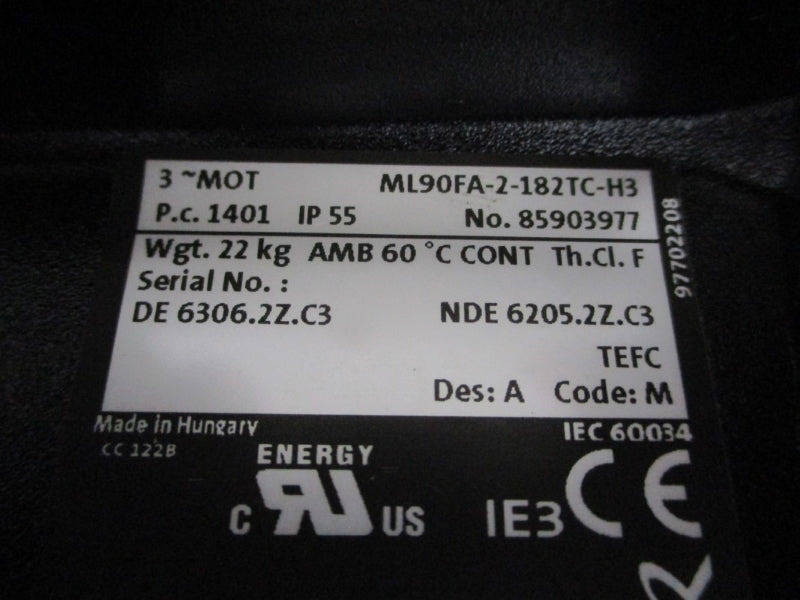 3 ~MOT ML90FA-2-182TC-H3
P.c. 1401 IP 55 No. 85903977
Wgt. 22 kg AMB 60 °C CONT Th.Cl. F
Serial No. :
DE 6306.2Z.C3 NDE 6205.2Z.C3
TEFC
Des: A Code: M
97702208
Made in Hungary IEC 60034
CC 122B
ENERGY
C RU US IE3 CE